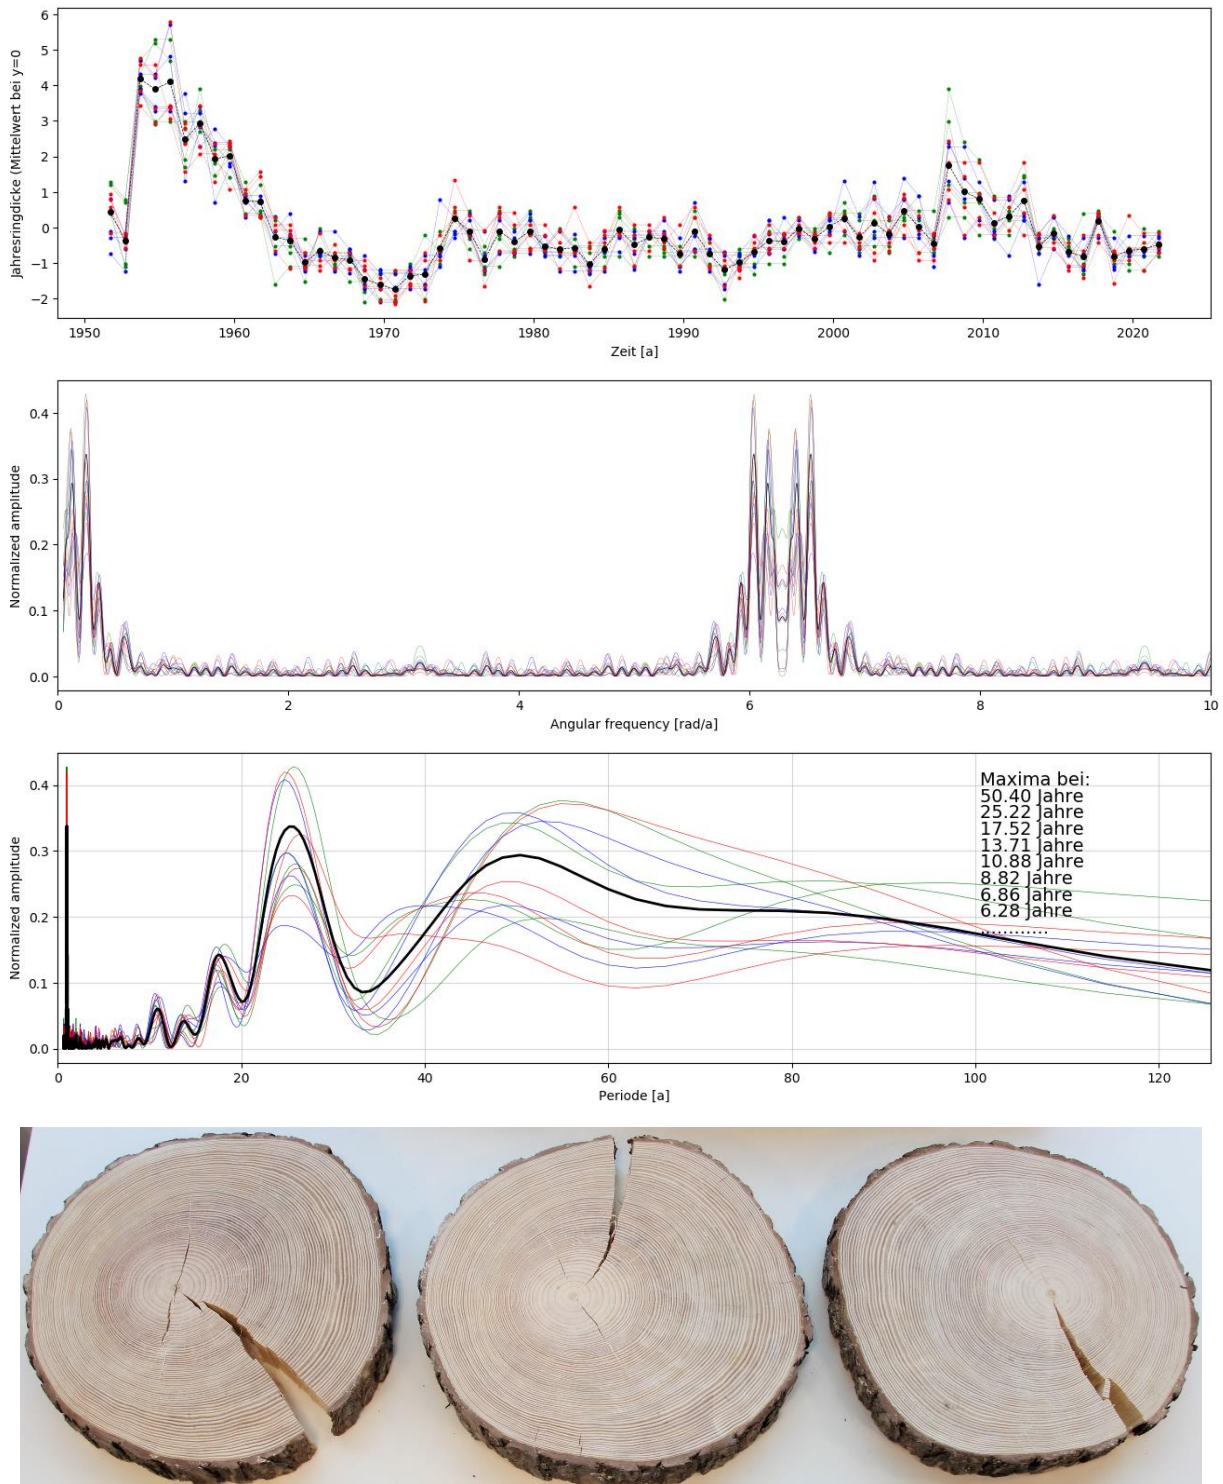 6
5
4
3
2
1
0
−1
−2
Jahresringdicke (Mittelwert bei y=0
1950 1960 1970 1980 1990 2000 2010 2020
Zeit [a]
0.4
0.3
0.2
0.1
0.0
Normalized amplitude
0 2 4 6 8 10
Angular frequency [rad/a]
0.4
0.3
0.2
0.1
0.0
Normalized amplitude
Maxima bei:
50.40 Jahre
25.22 Jahre
17.52 Jahre
13.71 Jahre
10.88 Jahre
8.82 Jahre
6.86 Jahre
6.28 Jahre
...........
0 20 40 60 80 100 120
Periode [a]